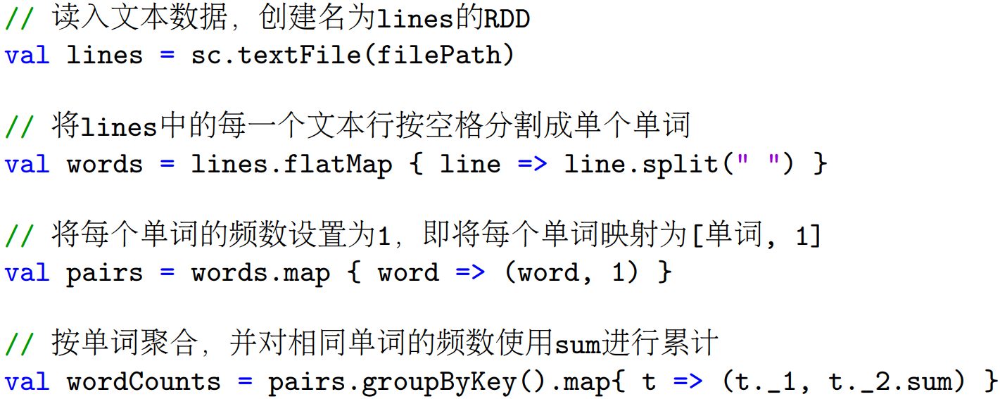 // 读入文本数据，创建名为lines的RDD
val lines = sc.textFile(filePath)
// 将lines中的每一个文本行按空格分割成单个单词
val words = lines.flatMap { line => line.split(" ") }
// 将每个单词的频数设置为1，即将每个单词映射为[单词, 1]
val pairs = words.map { word => (word, 1) }
// 按单词聚合，并对相同单词的频数使用sum进行累计
val wordCounts = pairs.groupByKey().map{ t => (t._1, t._2.sum) }